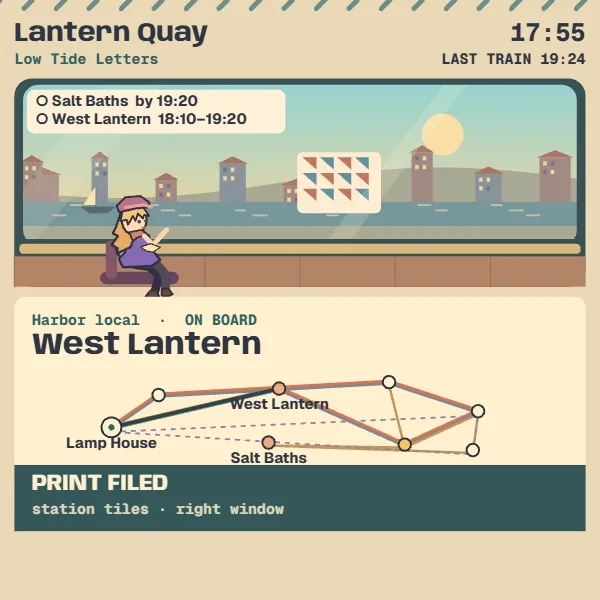 Lantern Quay
17:55
Low Tide Letters
LAST TRAIN 19:24
Salt Baths by 19:20
West Lantern 18:10–19:20
Harbor local · ON BOARD
West Lantern
West Lantern
Lamp House
Salt Baths
PRINT FILED
station tiles · right window